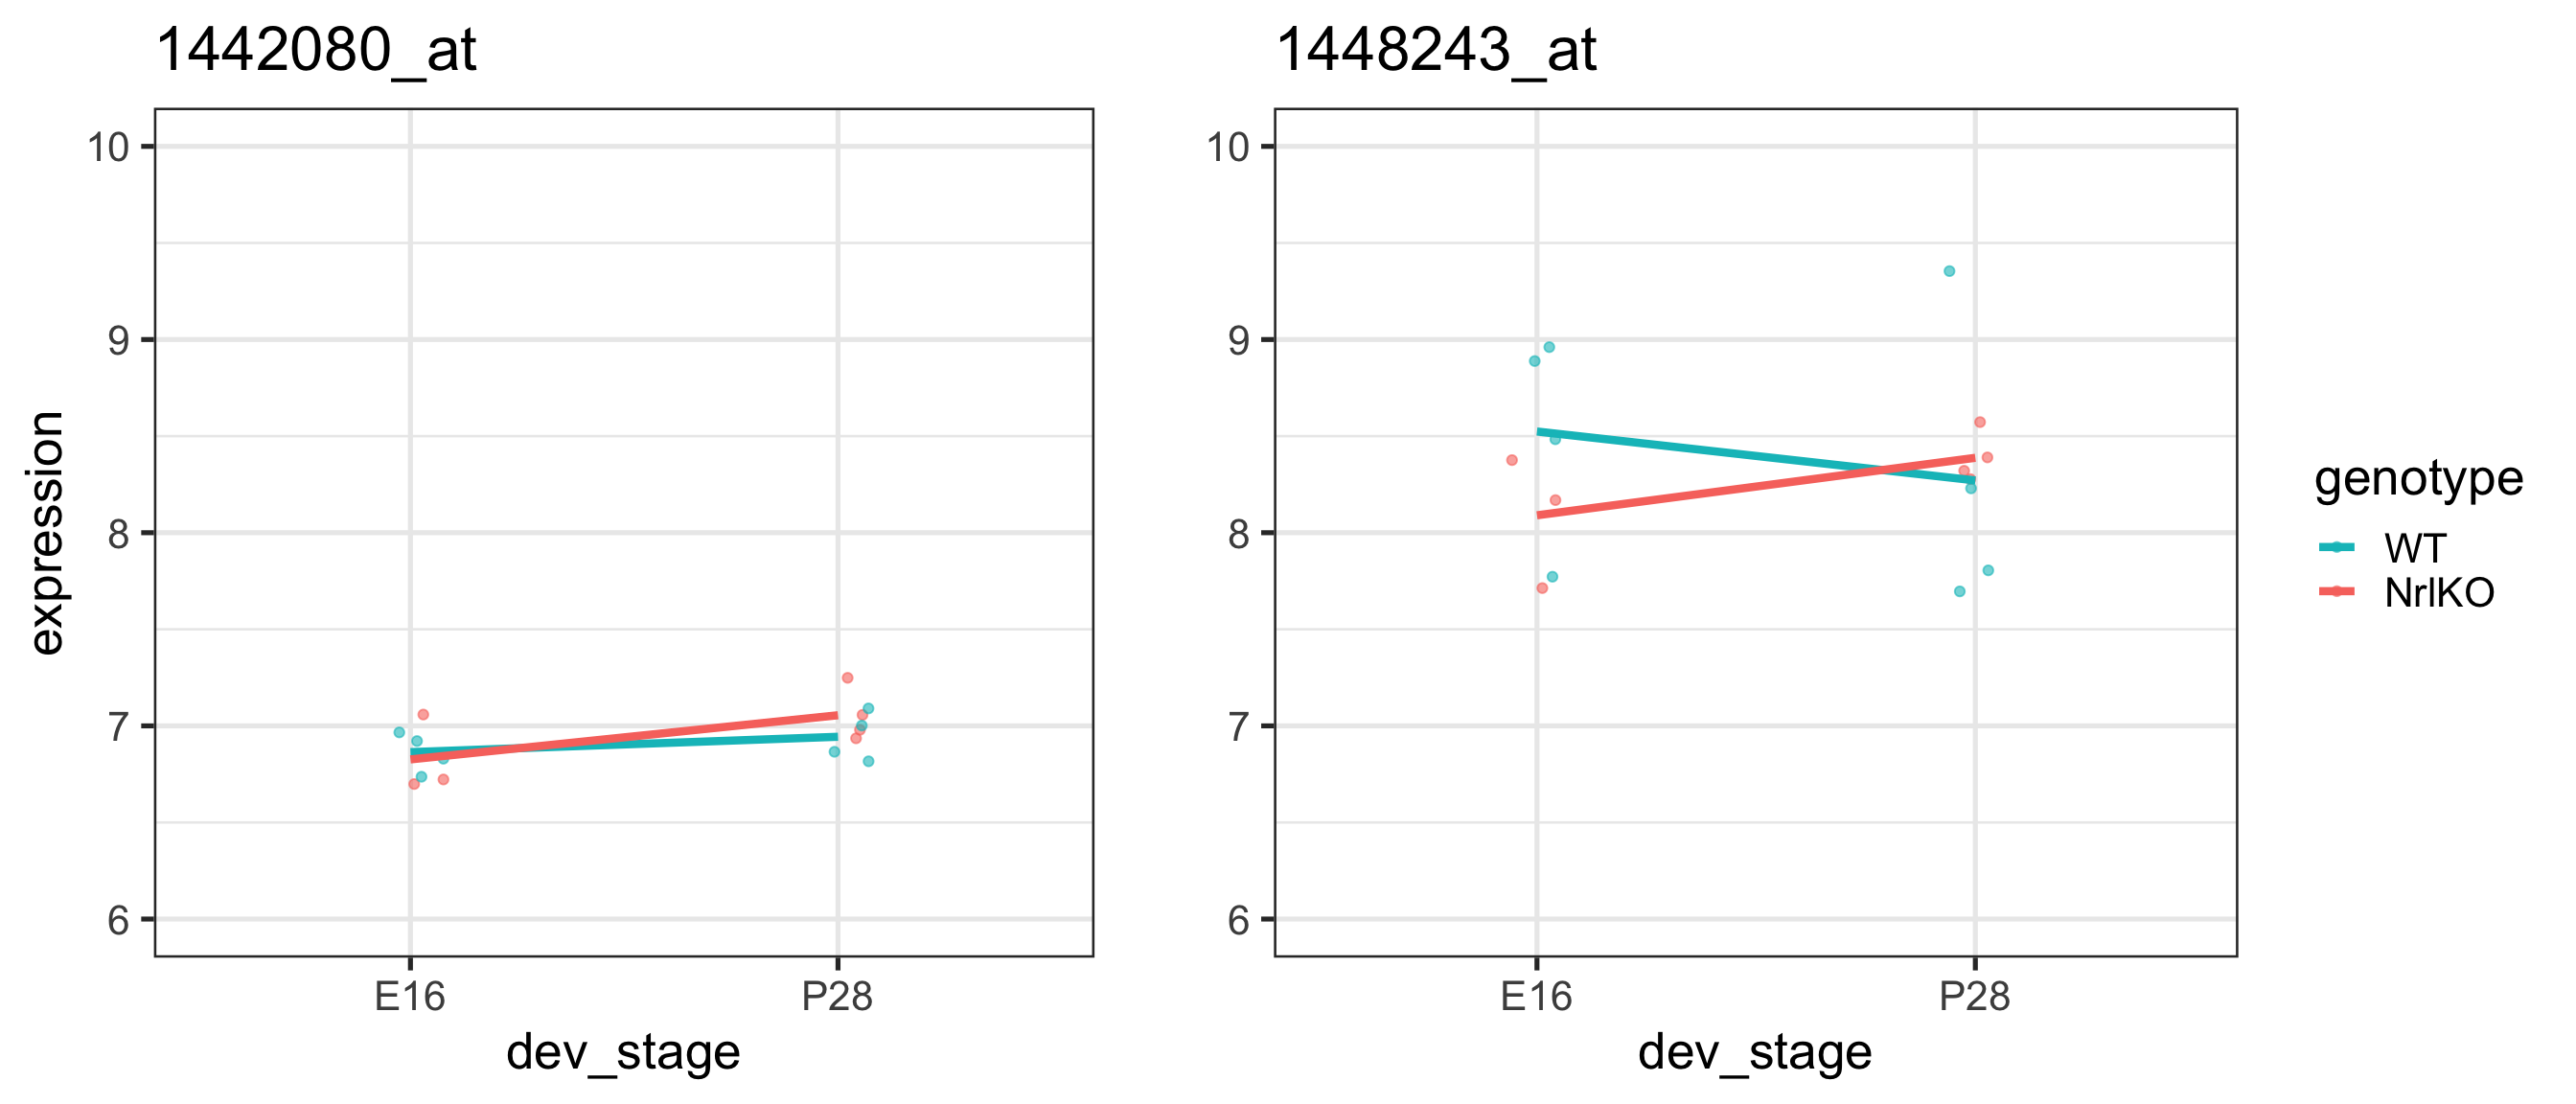 1442080_at
1448243_at
expression
10
9
8
7
6
E16
P28
dev_stage
10
9
8
7
6
E16
P28
dev_stage
genotype
WT
NrlKO